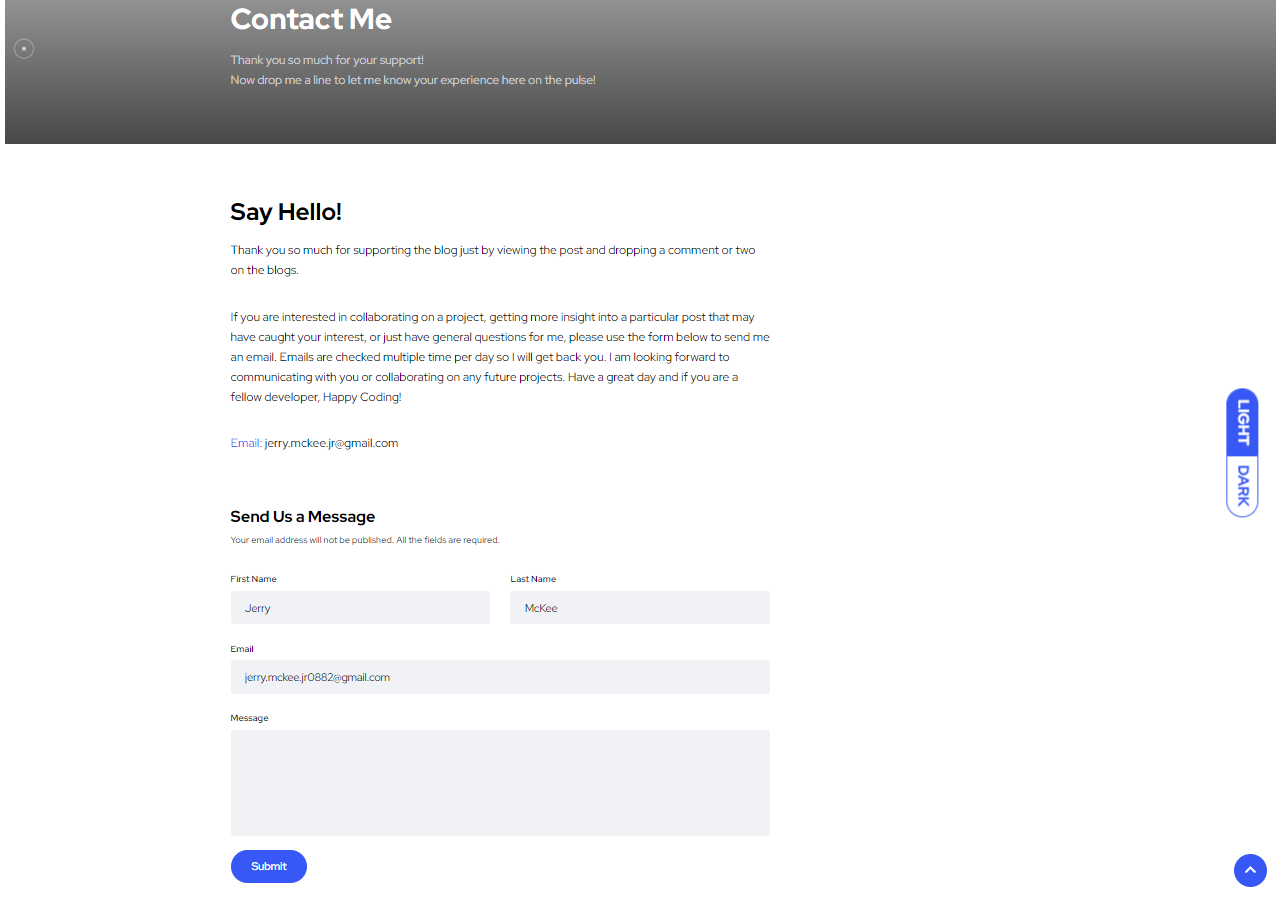 Contact Me
Thank you so much for your support!
Now drop me a line to let me know your experience here on the pulse!
Say Hello!
Thank you so much for supporting the blog just by viewing the post and dropping a comment or two
on the blogs.
If you are interested in collaborating on a project, getting more insight into a particular post that may
have caught your interest, or just have general questions for me, please use the form below to send me
an email. Emails are checked multiple time per day so I will get back you. I am looking forward to
communicating with you or collaborating on any future projects. Have a great day and if you are a
fellow developer, Happy Coding!
Email: jerry.mckee.jr@gmail.com
LIGHT
DARK
Send Us a Message
Your email address will not be published. All the fields are required.
First Name
Last Name
Jerry
McKee
Email
jerry.mckee.jr0882@gmail.com
Message
Submit